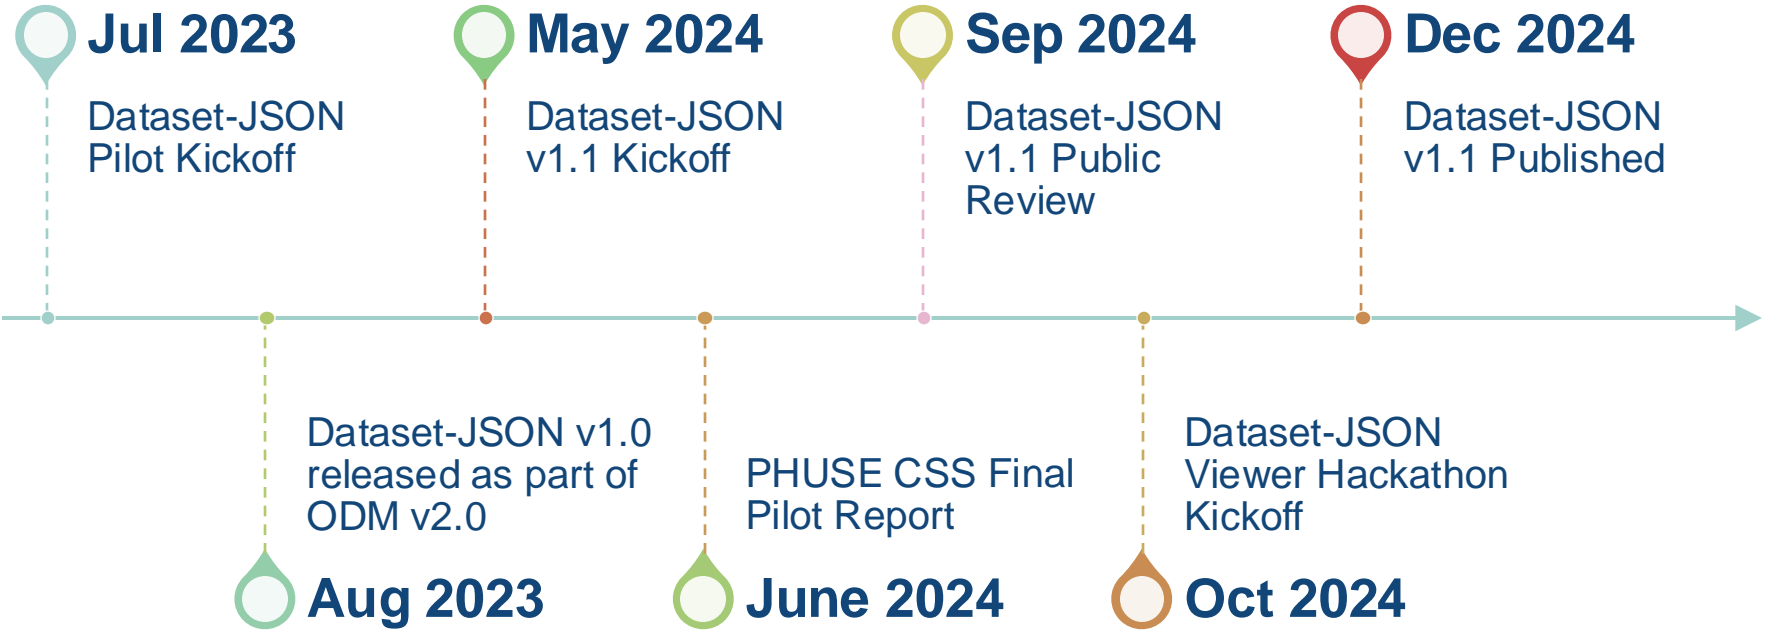 Jul 2023
Dataset-JSON
Pilot Kickoff
May 2024
Dataset-JSON
v1.1 Kickoff
Sep 2024
Dataset-JSON
v1.1 Public
Review
Dec 2024
Dataset-JSON
v1.1 Published
Dataset-JSON v1.0
released as part of
ODM v2.0
Aug 2023
PHUSE CSS Final
Pilot Report
June 2024
Dataset-JSON
Viewer Hackathon
Kickoff
Oct 2024